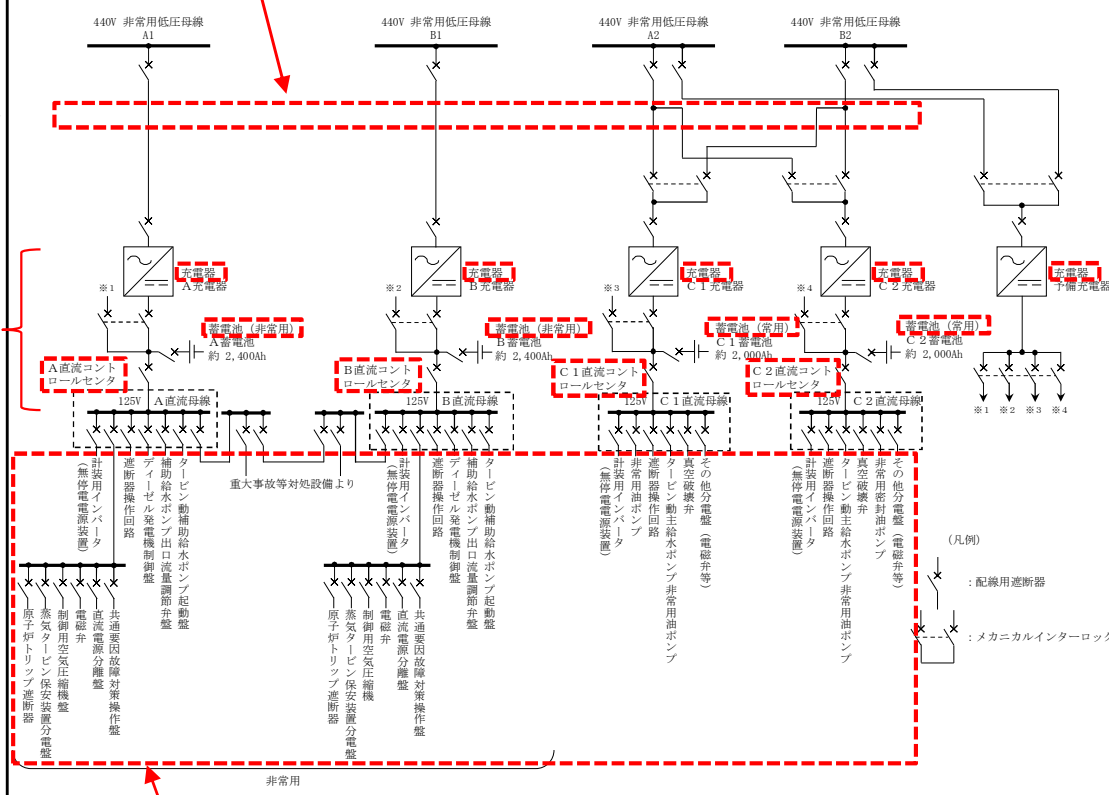 440V 非常用低圧母線
A1
440V 非常用低圧母線
B1
440V 非常用低圧母線
A2
440V 非常用低圧母線
B2
充電器
A充電器
充電器
B充電器
充電器
C1充電器
充電器
C2充電器
充電器
予備充電器
※1
※2
※3
※4
蓄電池(非常用)
A蓄電池
約 2,400Ah
蓄電池(非常用)
B蓄電池
約 2,400Ah
蓄電池(常用)
C1蓄電池
約 2,000Ah
蓄電池(常用)
C2蓄電池
約 2,000Ah
A直流コント
ロールセンタ
B直流コント
ロールセンタ
C1直流コント
ロールセンタ
C2直流コント
ロールセンタ
※1 ※2 ※3 ※4
125V A直流母線
125V B直流母線
125V C1直流母線
125V C2直流母線
計装用インバータ
(無停電電源装置)
遮断器操作回路
ディーゼル発電機制御盤
補助給水ポンプ出口流量調節弁盤
タービン動補助給水ポンプ起動盤
重大事故等対処設備より
計装用インバータ
(無停電電源装置)
遮断器操作回路
ディーゼル発電機制御盤
補助給水ポンプ出口流量調節弁盤
タービン動補助給水ポンプ起動盤
計装用インバータ
(無停電電源装置)
非常用油ポンプ
遮断器操作回路
タービン動主給水ポンプ非常用油ポンプ
真空破壊弁
その他分電盤(電磁弁等)
計装用インバータ
(無停電電源装置)
遮断器操作回路
タービン動主給水ポンプ非常用油ポンプ
真空破壊弁
非常用密封油ポンプ
その他分電盤(電磁弁等)
原子炉トリップ遮断器
蒸気タービン保安装置分電盤
制御用空気圧縮機盤
電磁弁
直流電源分離盤
共通要因故障対策操作盤
原子炉トリップ遮断器
蒸気タービン保安装置分電盤
制御用空気圧縮機
電磁弁
直流電源分離盤
共通要因故障対策操作盤
(凡例)
:配線用遮断器
:メカニカルインターロック
非常用